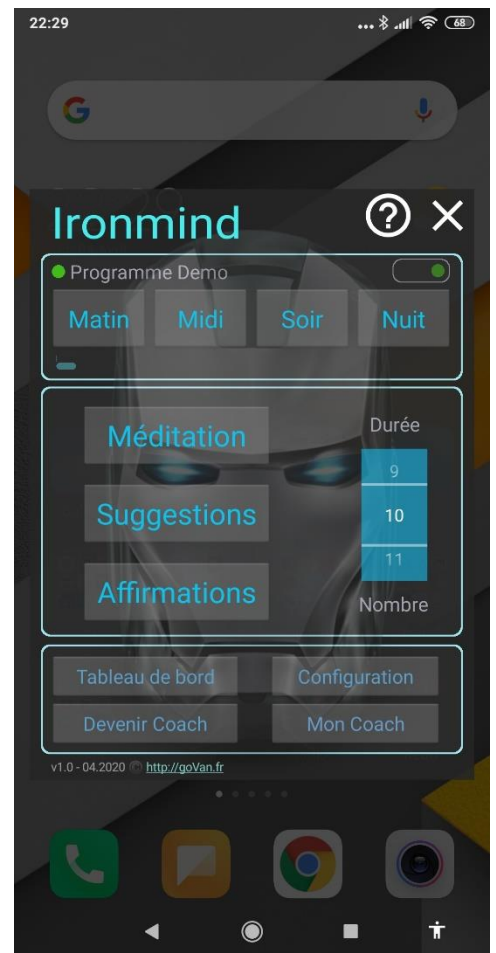 22:29
68
Ironmind
Programme Demo
Matin Midi Soir Nuit
Durée
Méditation
9
Suggestions
10
11
Affirmations
Nombre
Tableau de bord Configuration
Devenir Coach Mon Coach
v1.0 - 04.2020 © http://goVan.fr